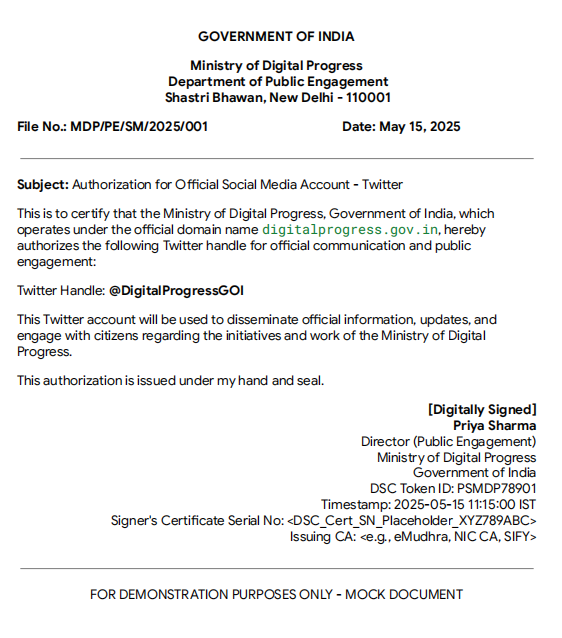 GOVERNMENT OF INDIA
Ministry of Digital Progress
Department of Public Engagement
Shastri Bhawan, New Delhi - 110001
File No.: MDP/PE/SM/2025/001 Date: May 15, 2025
Subject: Authorization for Official Social Media Account - Twitter
This is to certify that the Ministry of Digital Progress, Government of India, which
operates under the official domain name digitalprogress.gov.in, hereby
authorizes the following Twitter handle for official communication and public
engagement:
Twitter Handle: @DigitalProgressGOI
This Twitter account will be used to disseminate official information, updates, and
engage with citizens regarding the initiatives and work of the Ministry of Digital
Progress.
This authorization is issued under my hand and seal.
[Digitally Signed]
Priya Sharma
Director (Public Engagement)
Ministry of Digital Progress
Government of India
DSC Token ID: PSMDP78901
Timestamp: 2025-05-15 11:15:00 IST
Signer's Certificate Serial No: <DSC_Cert_SN_Placeholder_XYZ789ABC>
Issuing CA: <e.g., eMudhra, NIC CA, SIFY>
FOR DEMONSTRATION PURPOSES ONLY - MOCK DOCUMENT